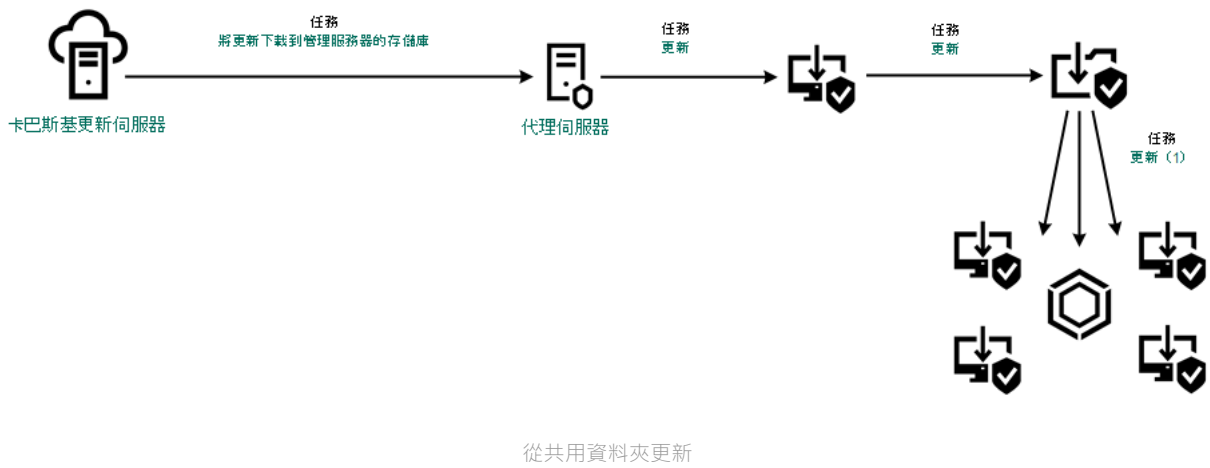 任務
將更新下載到管理服務器的存儲庫
卡巴斯基更新伺服器
代理伺服器
任務
更新
任務
更新
任務
更新（1）
從共用資料夾更新